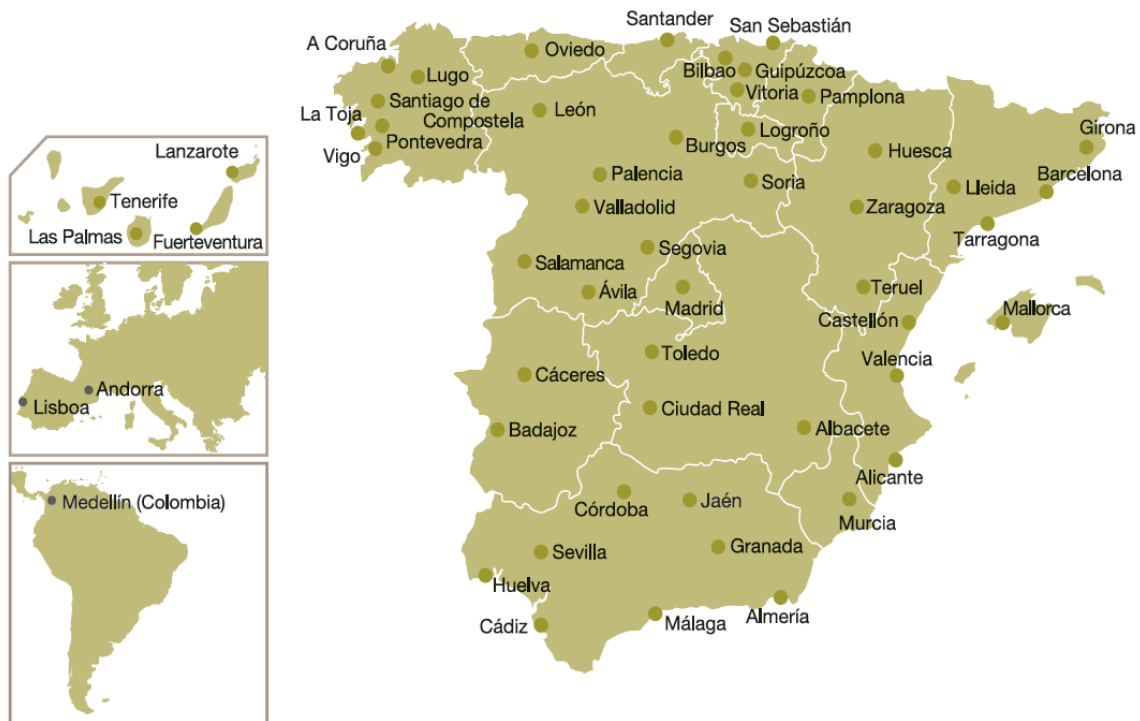 Santander
San Sebastián
A Coruña
Oviedo
Bilbao
Guipúzcoa
Lugo
Vitoria
Pamplona
Santiago de
Compostela
León
La Toja
Logroño
Girona
Pontevedra
Burgos
Huesca
Vigo
Barcelona
Palencia
Soria
Lleida
Valladolid
Zaragoza
Tarragona
Segovia
Salamanca
Ávila
Madrid
Teruel
Mallorca
Castellón
Toledo
Valencia
Cáceres
Ciudad Real
Badajoz
Albacete
Alicante
Córdoba
Jaén
Murcia
Sevilla
Granada
Huelva
Almería
Cádiz
Málaga
Lanzarote
Tenerife
Las Palmas
Fuerteventura
Andorra
Lisboa
Medellín (Colombia)